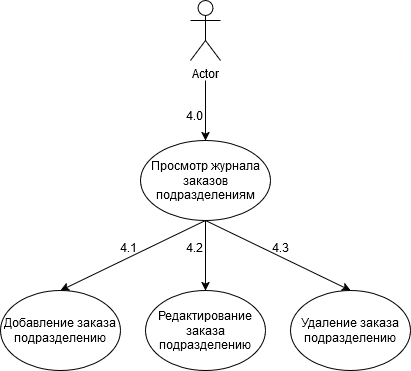 Actor
4.0
Просмотр журнала
заказов
подразделениям
4.1
4.2
4.3
Добавление заказа
подразделению
Редактирование
заказа
подразделению
Удаление заказа
подразделению